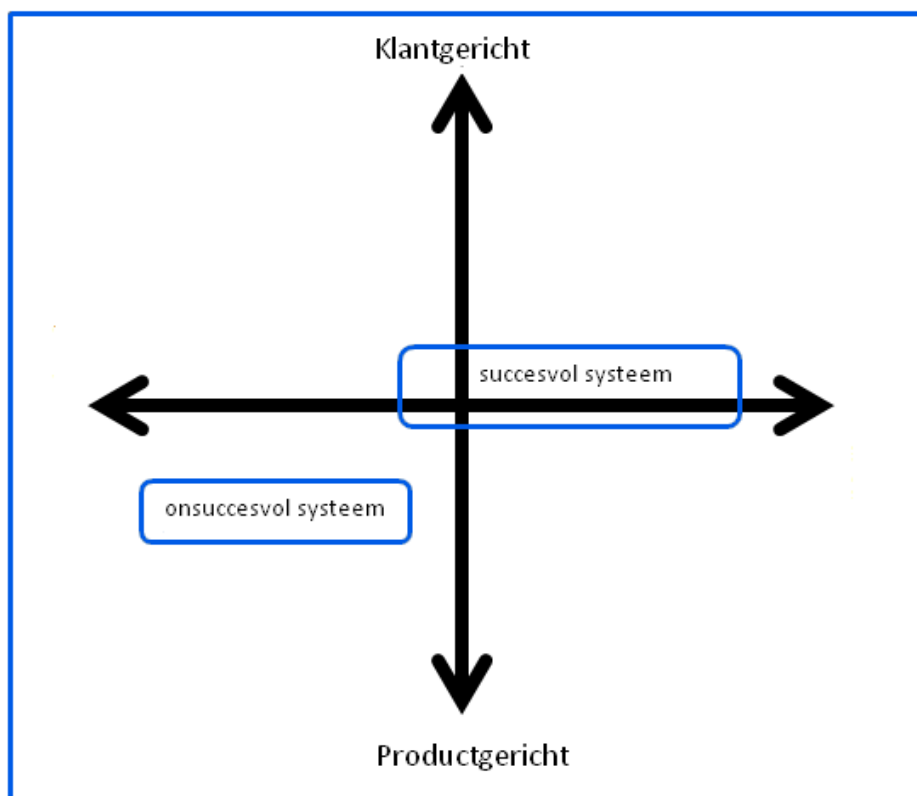 Klantgericht
succesvol systeem
onsuccesvol systeem
Productgericht